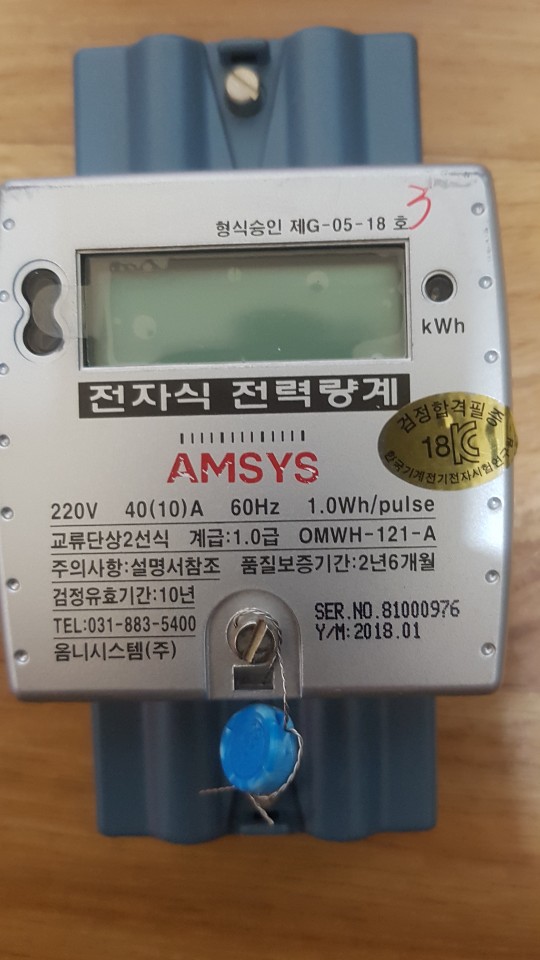 3
형식승인 제G-05-18 호
kWh
전자식 전력량계
검정합격필증
18
한국기계전기전자시험연구원
AMSYS
220V 40(10)A 60Hz 1.0Wh/pulse
교류단상2선식 계급:1.0급 OMWH-121-A
주의사항:설명서참조 품질보증기간:2년6개월
검정유효기간:10년
SER.NO.81000976
TEL:031-883-5400
Y/M:2018.01
옴니시스템(주)